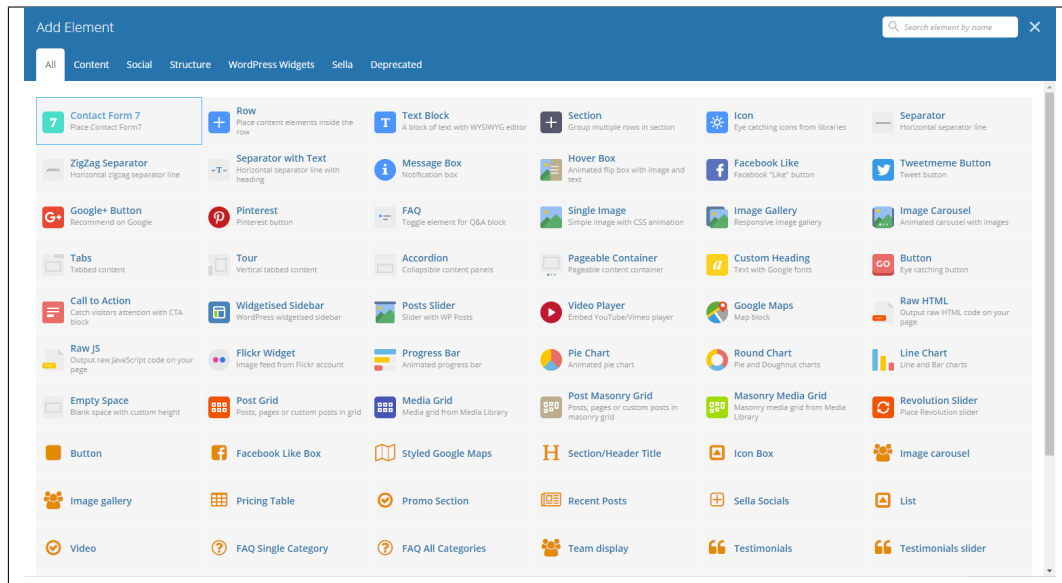 Add Element
Search element by name
All Content Social Structure WordPress Widgets Sella Deprecated
7
Contact Form 7
Place Contact Form7
Row
Place content elements inside the
row
T
Text Block
A block of text with WYSIWYG editor
Section
Group multiple rows in section
Icon
Eye catching icons from libraries
Separator
Horizontal separator line
ZigZag Separator
Horizontal zigzag separator line
-T-
Separator with Text
Horizontal separator line with
heading
i
Message Box
Notification box
Hover Box
Animated flip box with image and
text
f
Facebook Like
Facebook "Like" button
Tweetmeme Button
Tweet button
G+
Google+ Button
Recommend on Google
Pinterest
Pinterest button
FAQ
Toggle element for Q&A block
Single Image
Simple image with CSS animation
Image Gallery
Responsive image gallery
Image Carousel
Animated carousel with images
Tabs
Tabbed content
Tour
Vertical tabbed content
Accordion
Collapsible content panels
Pageable Container
Pageable content container
a
Custom Heading
Text with Google fonts
GO
Button
Eye catching button
Call to Action
Catch visitors attention with CTA
block
Widgetised Sidebar
WordPress widgetised sidebar
Posts Slider
Slider with WP Posts
Video Player
Embed YouTube/Vimeo player
Google Maps
Map block
Raw HTML
Output raw HTML code on your
page
Raw JS
Output raw JavaScript code on your
page
Flickr Widget
Image feed from Flickr account
Progress Bar
Animated progress bar
Pie Chart
Animated pie chart
Round Chart
Pie and Doughnut charts
Line Chart
Line and Bar charts
Empty Space
Blank space with custom height
Post Grid
Posts, pages or custom posts in grid
Media Grid
Media grid from Media Library
Post Masonry Grid
Posts, pages or custom posts in
masonry grid
Masonry Media Grid
Masonry media grid from Media
Library
Revolution Slider
Place Revolution slider
Button
f
Facebook Like Box
Styled Google Maps
H
Section/Header Title
Icon Box
Image carousel
Image gallery
Pricing Table
Promo Section
Recent Posts
Sella Socials
List
Video
?
FAQ Single Category
?
FAQ All Categories
Team display
Testimonials
Testimonials slider